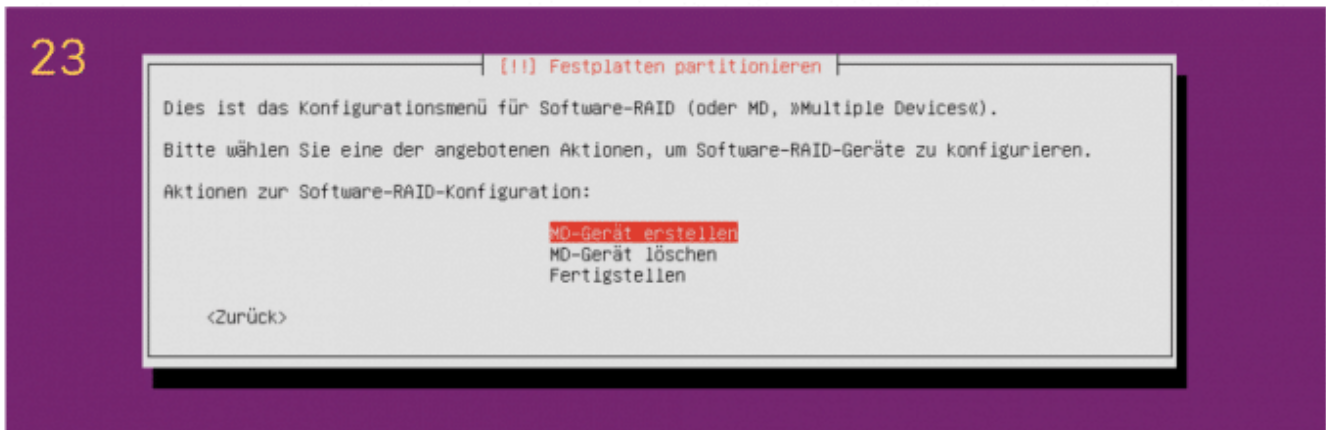 23
[!!] Festplatten partitionieren
Dies ist das Konfigurationsmenü für Software-RAID (oder MD, »Multiple Devices«).
Bitte wählen Sie eine der angebotenen Aktionen, um Software-RAID-Geräte zu konfigurieren.
Aktionen zur Software-RAID-Konfiguration:
MD-Gerät erstellen
MD-Gerät löschen
Fertigstellen
<Zurück>